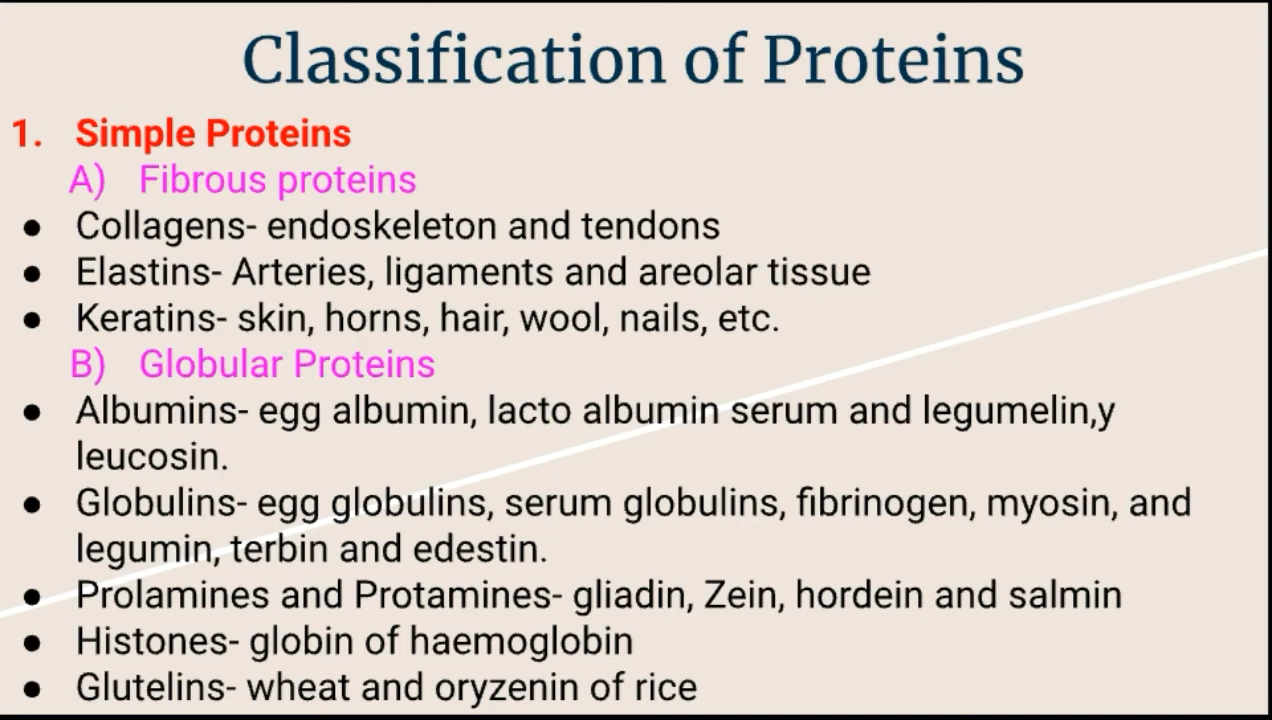 Classification of Proteins
1. Simple Proteins
A) Fibrous proteins
● Collagens- endoskeleton and tendons
● Elastins- Arteries, ligaments and areolar tissue
● Keratins- skin, horns, hair, wool, nails, etc.
B) Globular Proteins
● Albumins- egg albumin, lacto albumin serum and legumelin,y
leucosin.
● Globulins- egg globulins, serum globulins, fibrinogen, myosin, and
legumin, terbin and edestin.
● Prolamines and Protamines- gliadin, Zein, hordein and salmin
● Histones- globin of haemoglobin
● Glutelins- wheat and oryzenin of rice